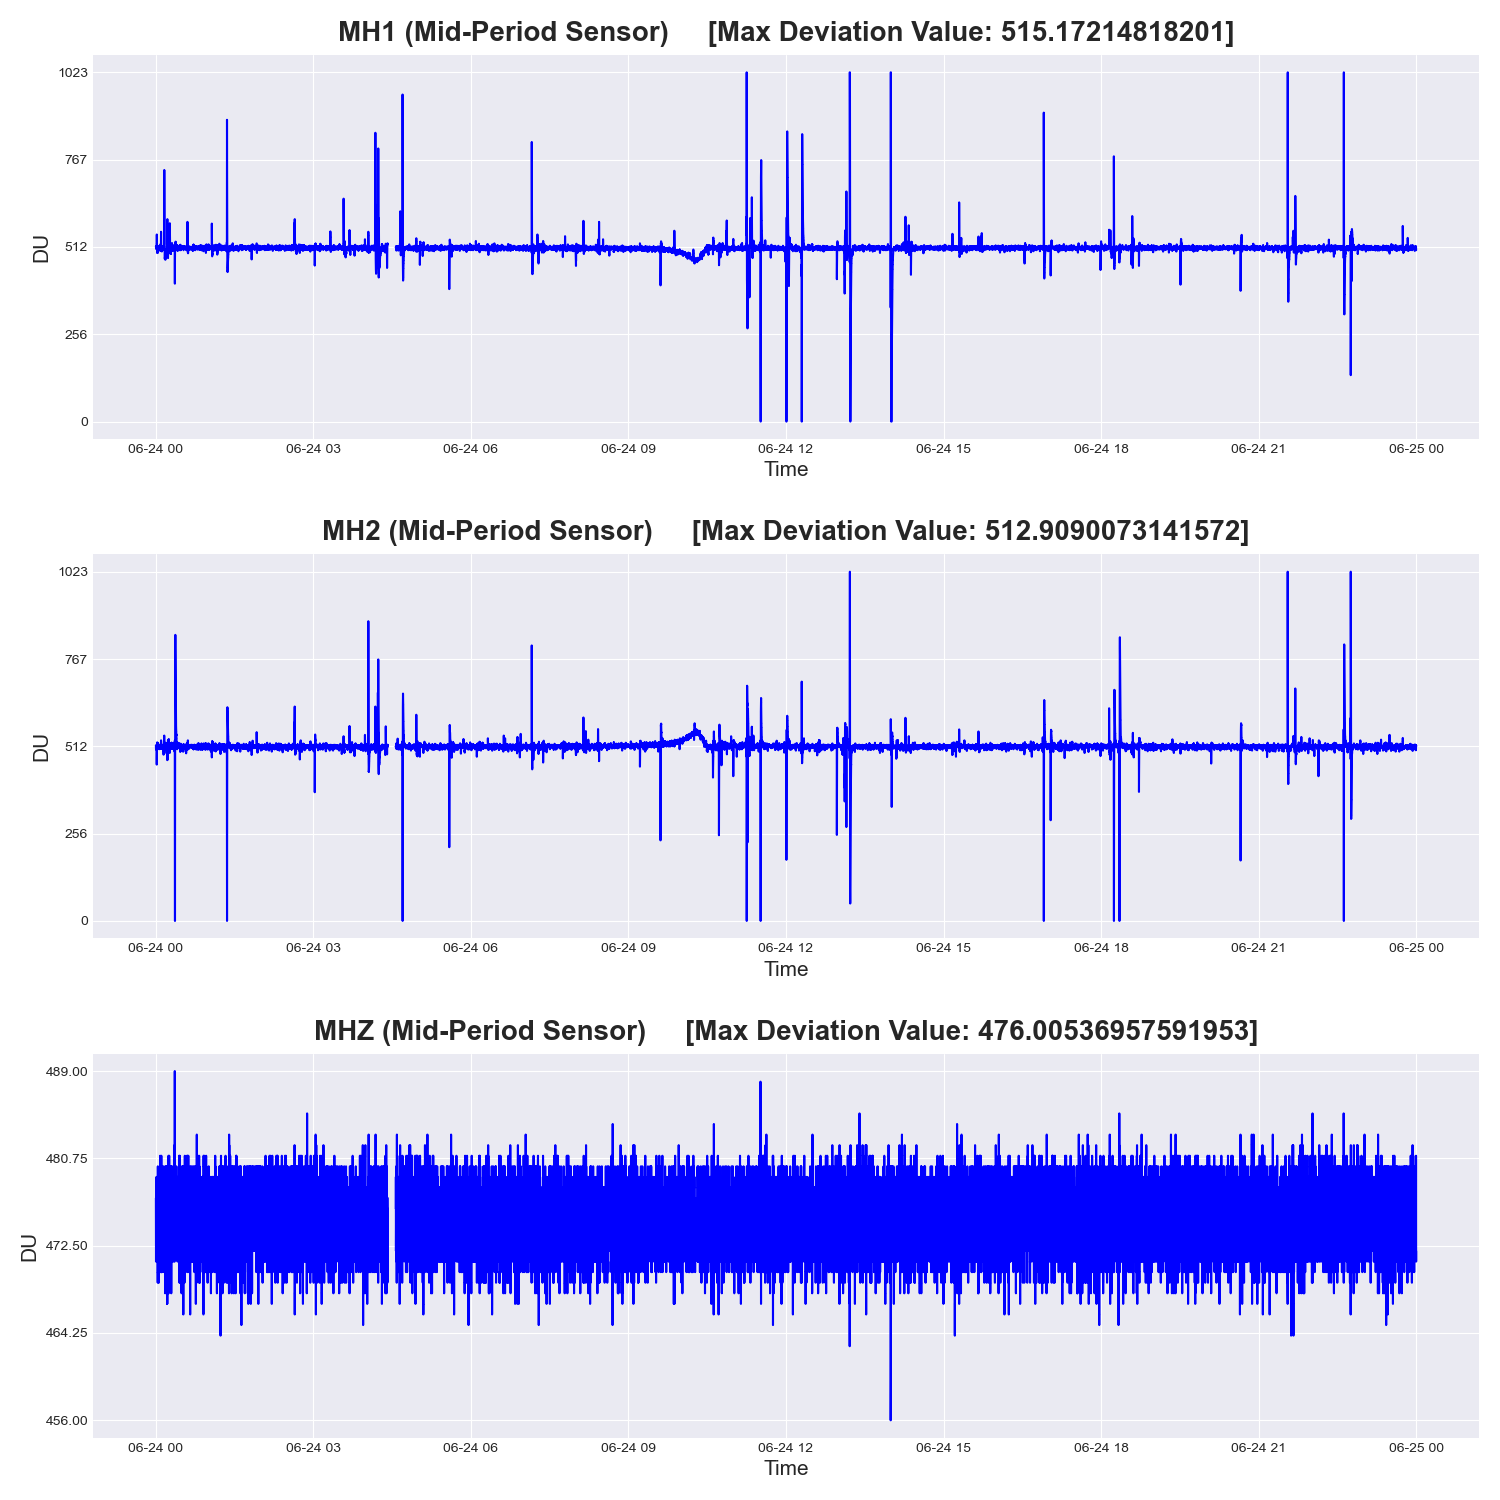 MH1 (Mid-Period Sensor) [Max Deviation Value: 515.17214818201]
1023
767
512
256
0
DU
06-24 00 06-24 03 06-24 06 06-24 09 06-24 12 06-24 15 06-24 18 06-24 21 06-25 00
Time
MH2 (Mid-Period Sensor) [Max Deviation Value: 512.9090073141572]
1023
767
512
256
0
DU
06-24 00 06-24 03 06-24 06 06-24 09 06-24 12 06-24 15 06-24 18 06-24 21 06-25 00
Time
MHZ (Mid-Period Sensor) [Max Deviation Value: 476.00536957591953]
489.00
480.75
472.50
464.25
456.00
DU
06-24 00 06-24 03 06-24 06 06-24 09 06-24 12 06-24 15 06-24 18 06-24 21 06-25 00
Time